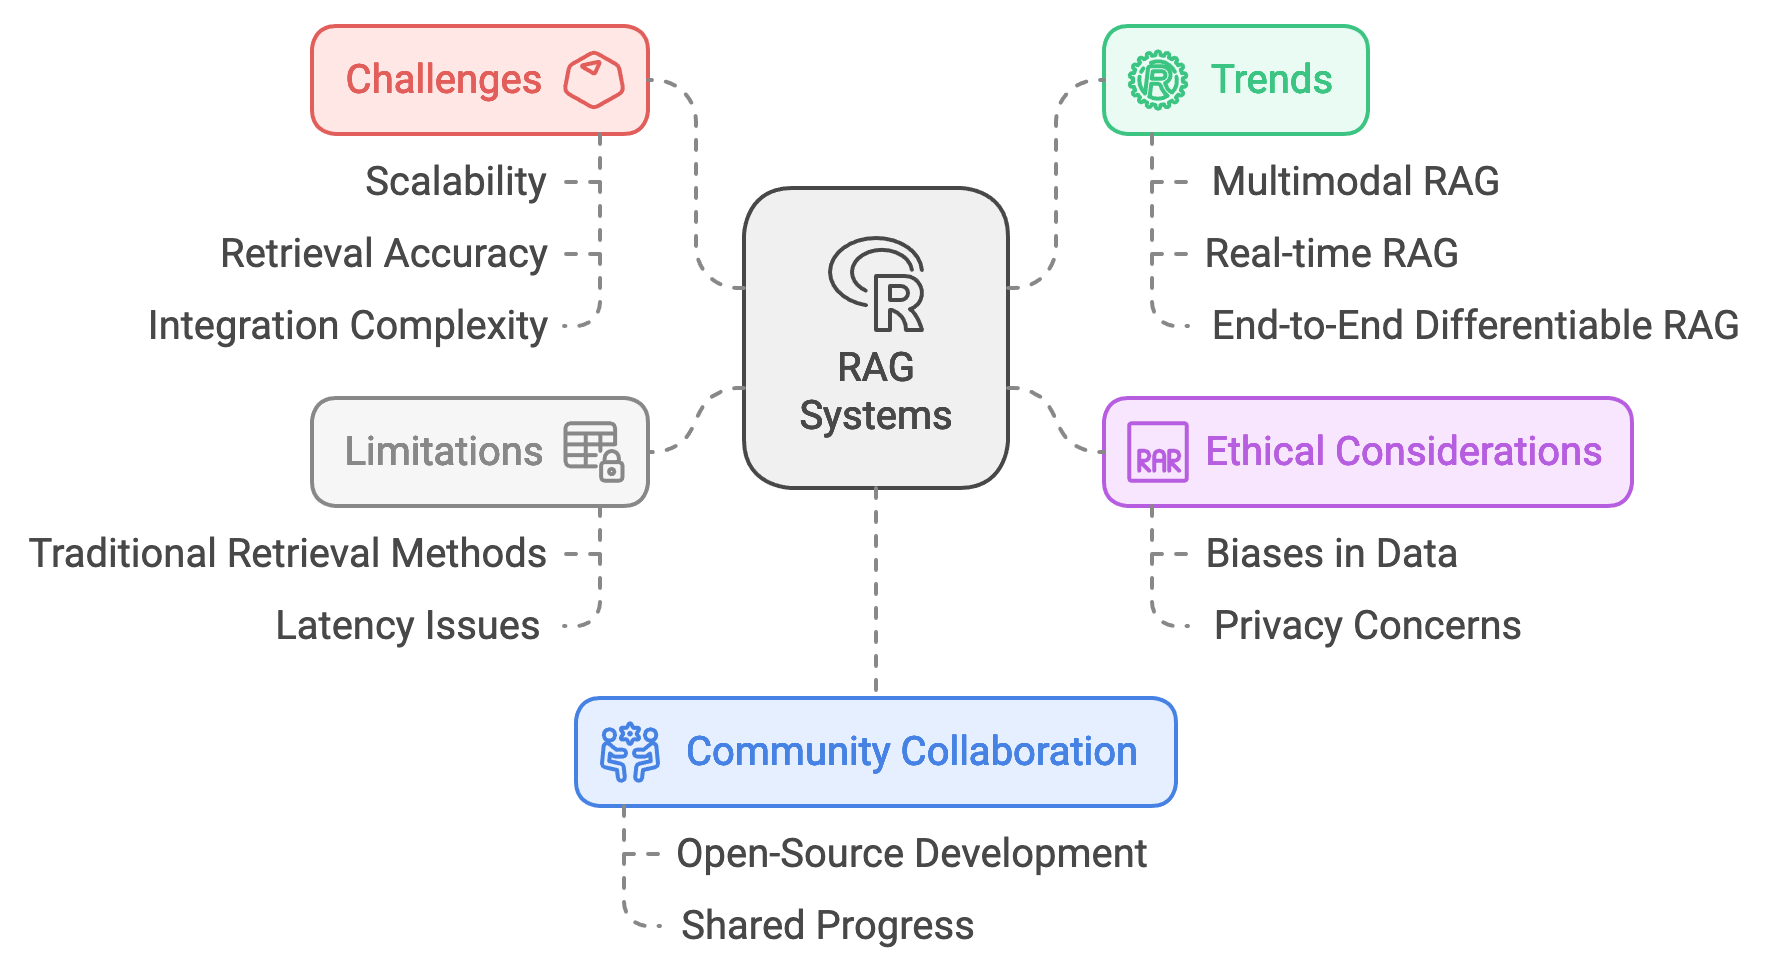 Challenges
Scalability
Retrieval Accuracy
Integration Complexity
Limitations
Traditional Retrieval Methods
Latency Issues
R
RAG
Systems
R
Trends
Multimodal RAG
Real-time RAG
End-to-End Differentiable RAG
RAR
Ethical Considerations
Biases in Data
Privacy Concerns
Community Collaboration
Open-Source Development
Shared Progress